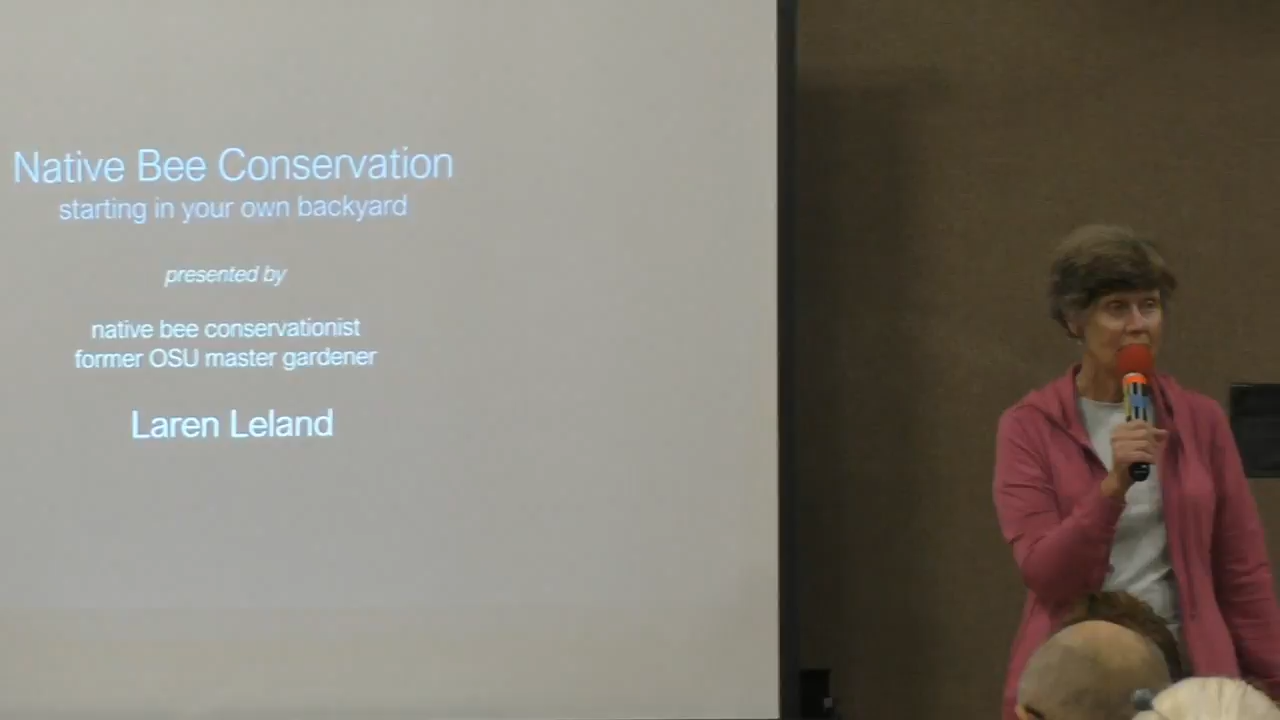 Native Bee Conservation
starting in your own backyard
presented by
native bee conservationist
former OSU master gardener
Laren Leland